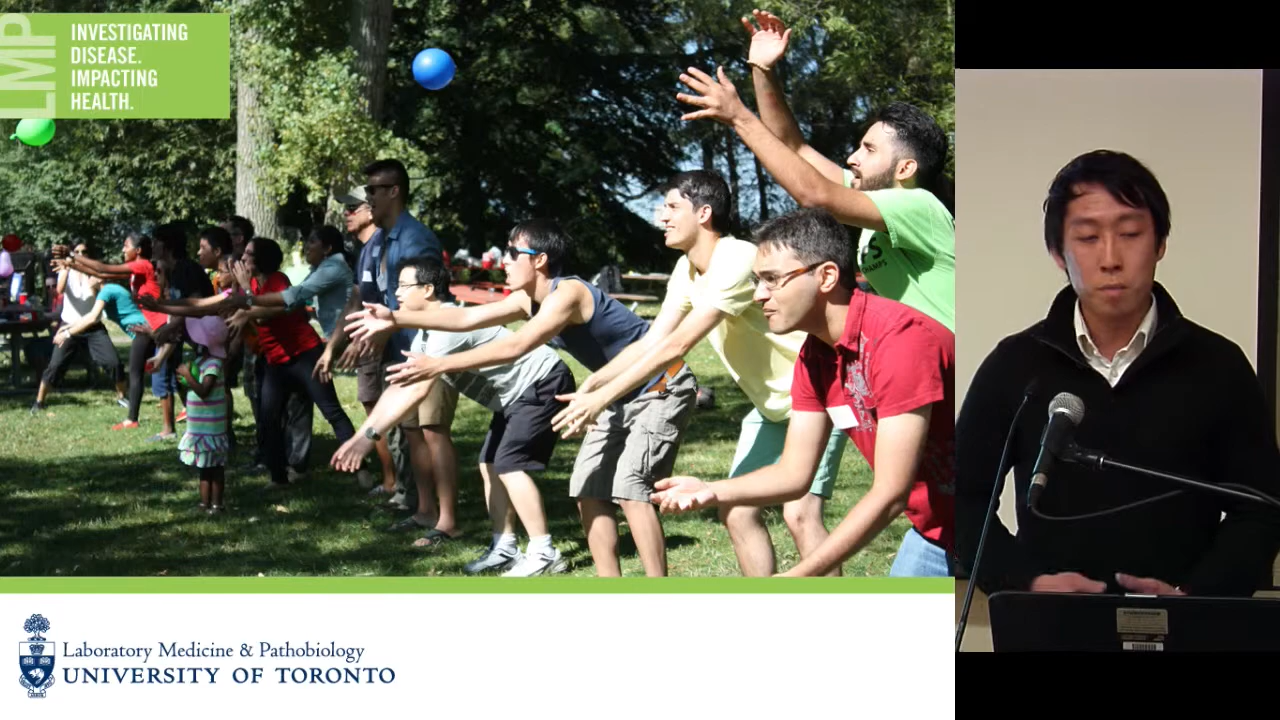 LMP
INVESTIGATING
DISEASE.
IMPACTING
HEALTH.
Laboratory Medicine & Pathobiology
UNIVERSITY OF TORONTO